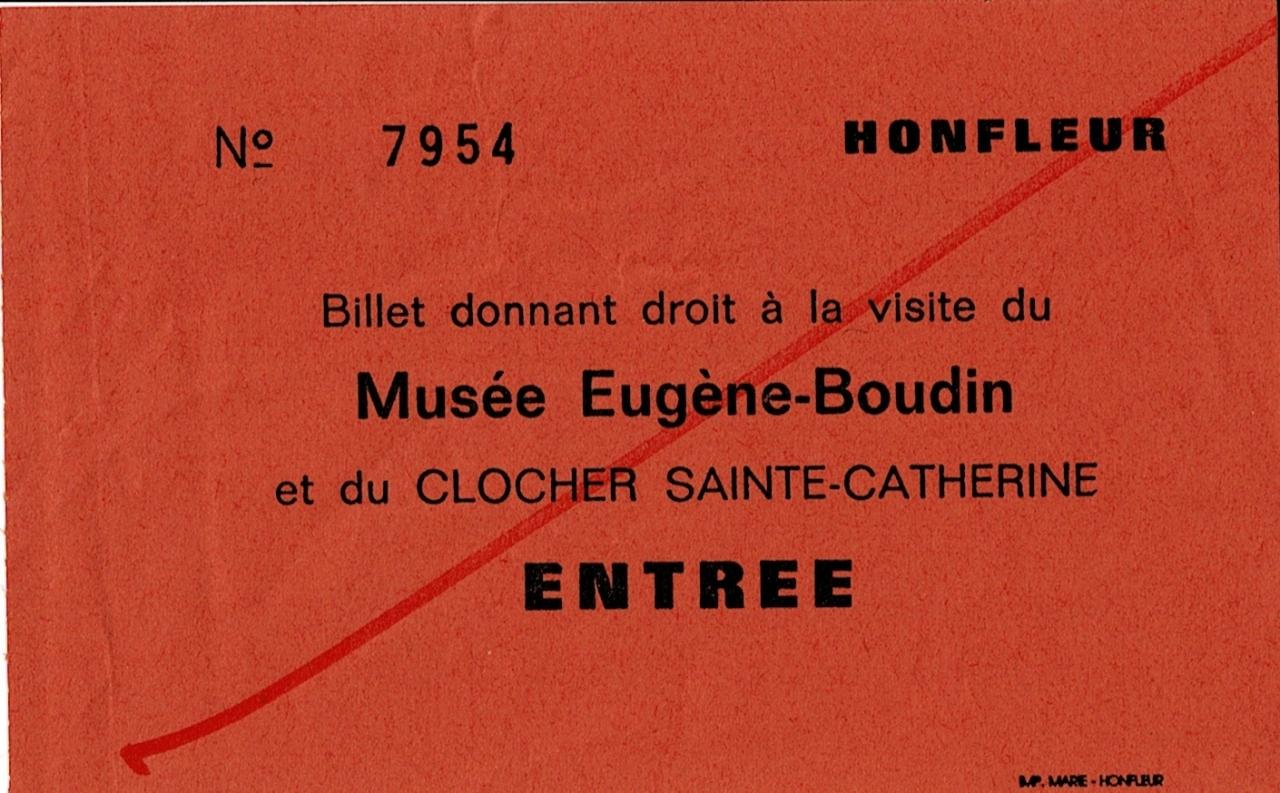 Nº 7954 HONFLEUR
Billet donnant droit à la visite du
Musée Eugène-Boudin
et du CLOCHER SAINTE-CATHERINE
ENTREE
IMP. MARIE - HONFLEUR